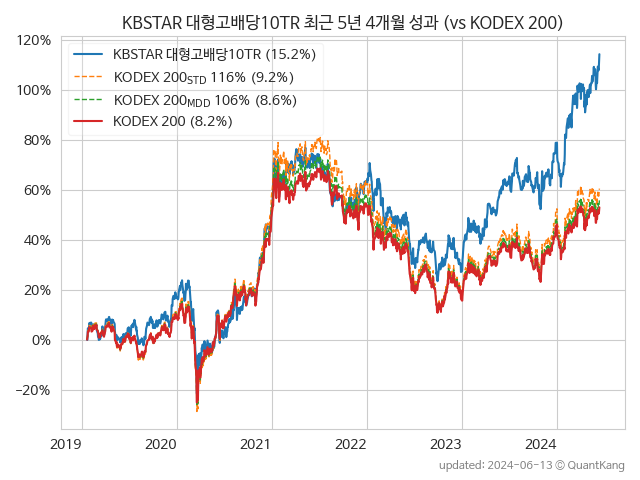 KBSTAR 대형고배당10TR 최근 5년 4개월 성과 (vs KODEX 200)
120%
100%
80%
60%
40%
20%
0%
−20%
KBSTAR 대형고배당10TR (15.2%)
KODEX 200STD 116% (9.2%)
KODEX 200MDD 106% (8.6%)
KODEX 200 (8.2%)
2019 2020 2021 2022 2023 2024
updated: 2024-06-13 ⓒ QuantKang